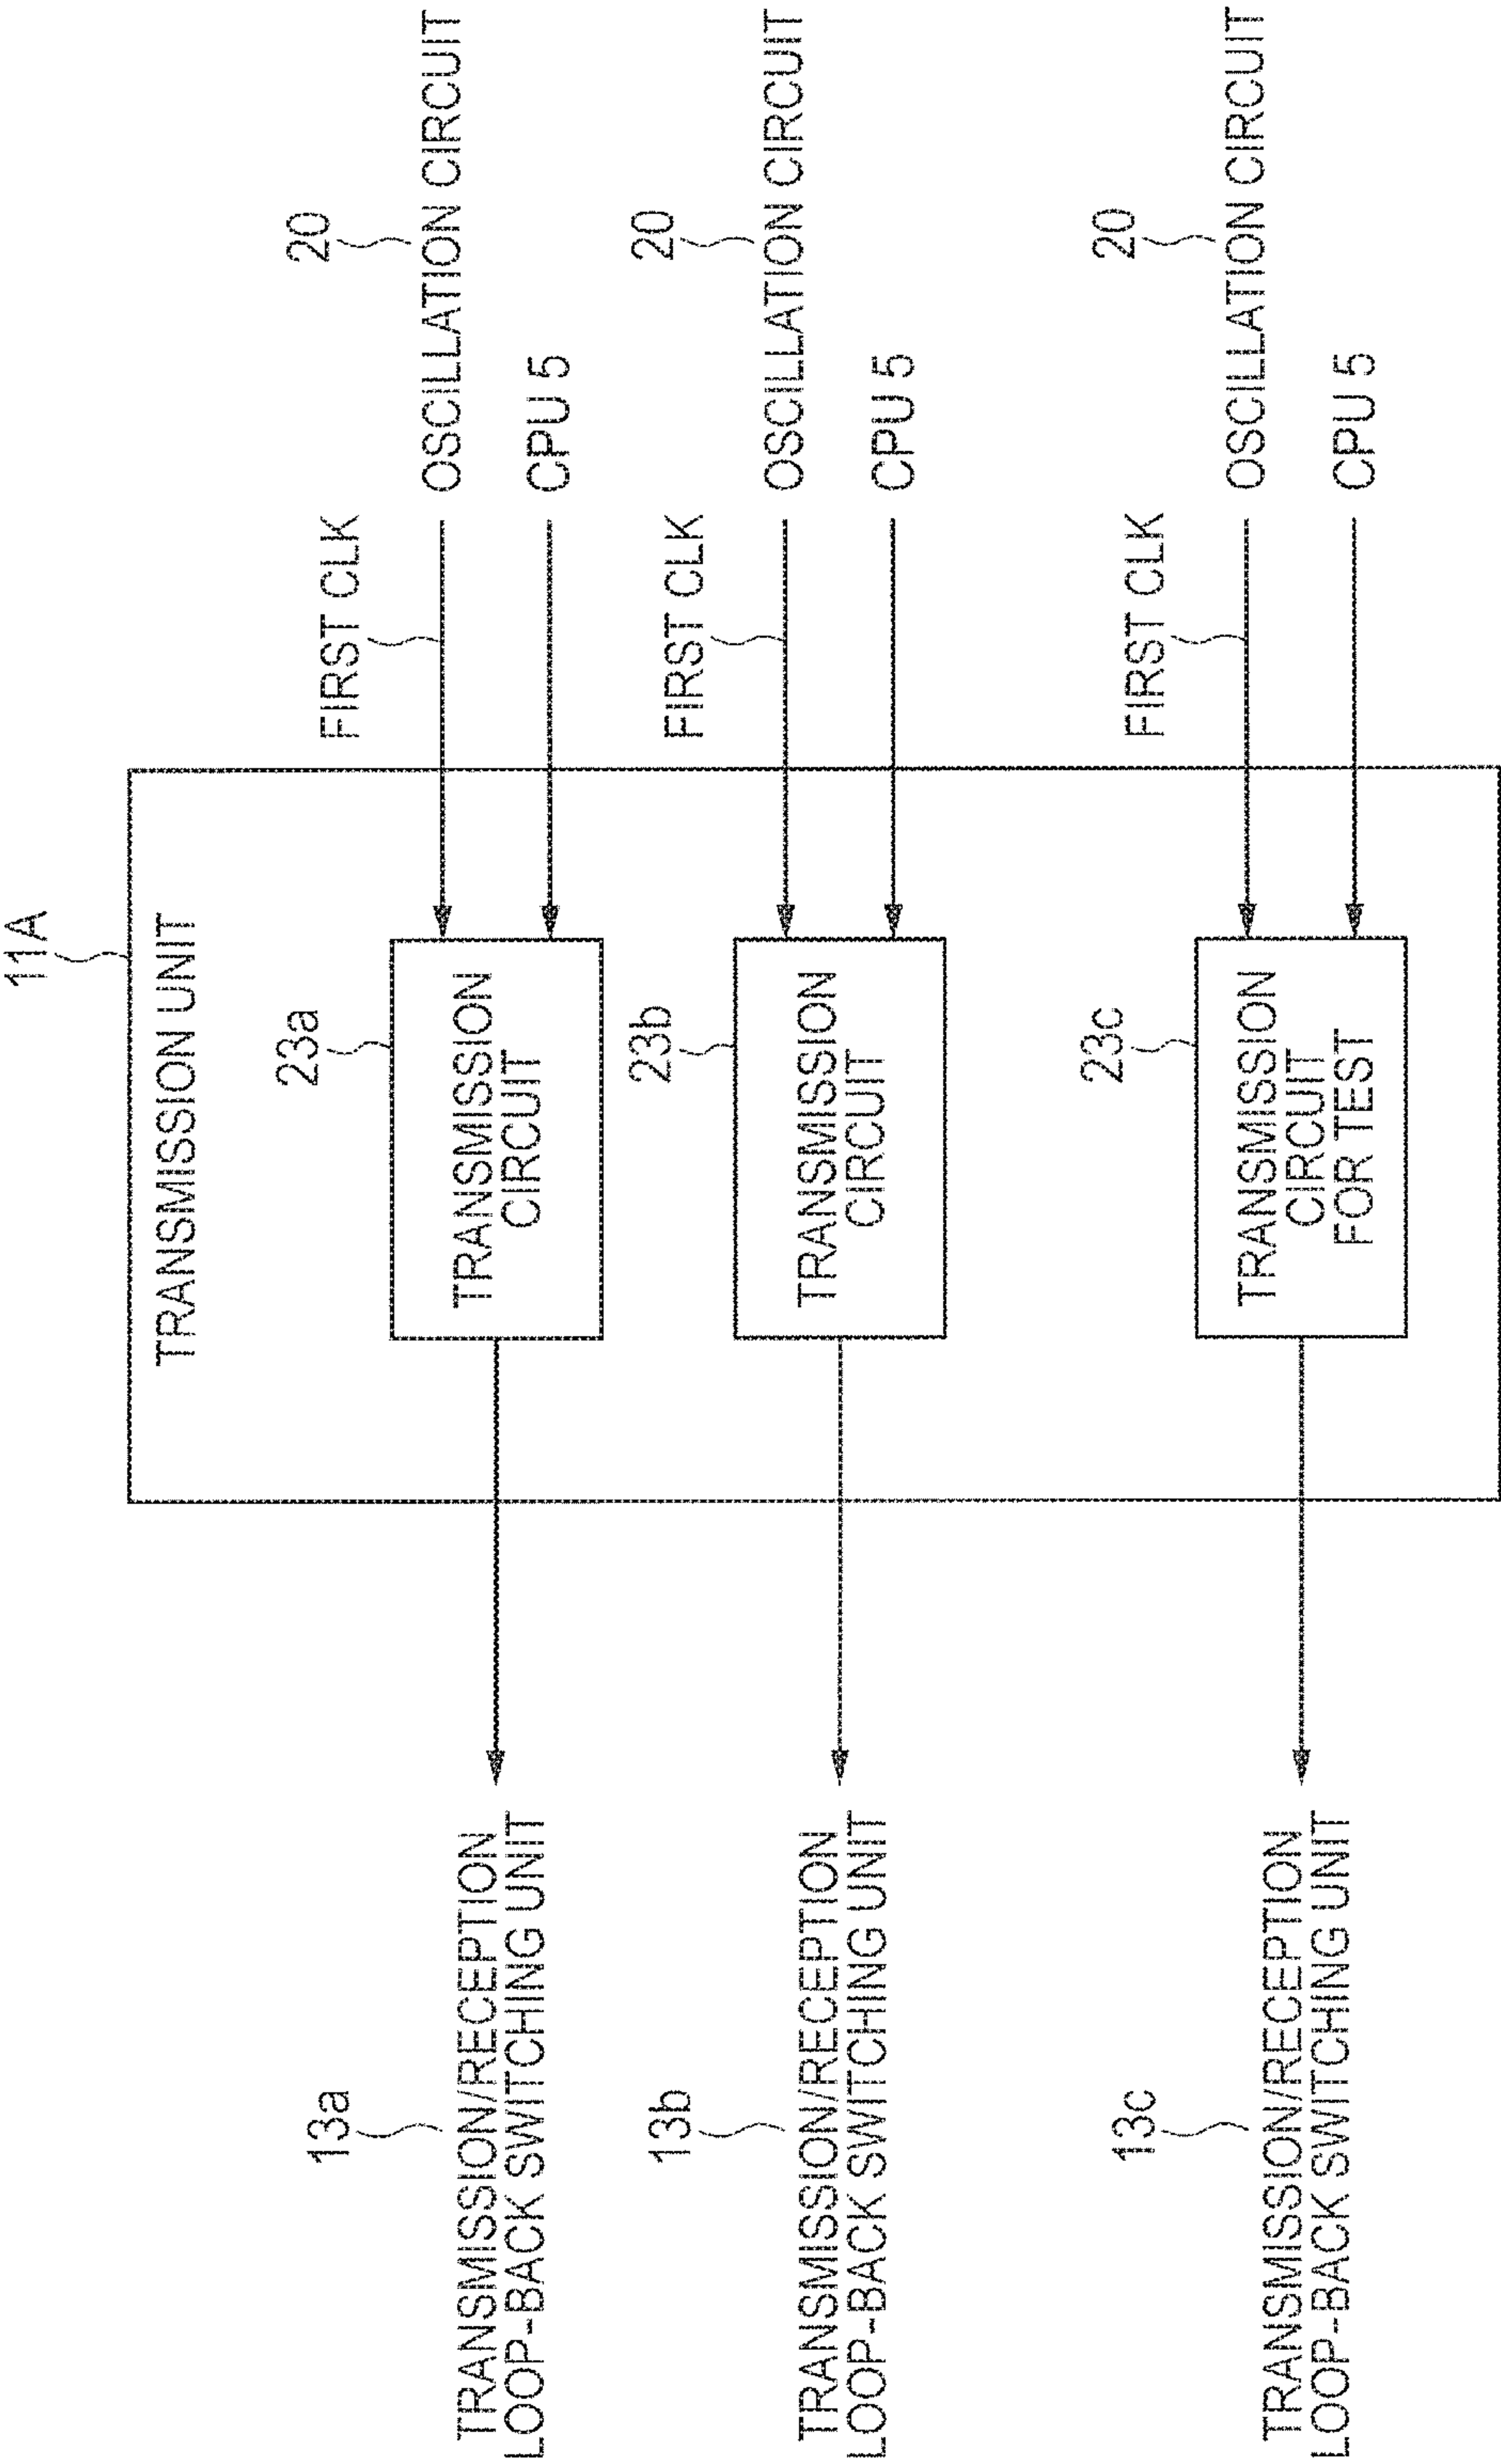 11A
TRANSMISSION UNIT
13a
TRANSMISSION/RECEPTION
LOOP-BACK SWITCHING UNIT
23a
TRANSMISSION
CIRCUIT
FIRST CLK
20
OSCILLATION CIRCUIT
CPU 5
13b
TRANSMISSION/RECEPTION
LOOP-BACK SWITCHING UNIT
23b
TRANSMISSION
CIRCUIT
FIRST CLK
20
OSCILLATION CIRCUIT
CPU 5
13c
TRANSMISSION/RECEPTION
LOOP-BACK SWITCHING UNIT
23c
TRANSMISSION
CIRCUIT
FOR TEST
FIRST CLK
20
OSCILLATION CIRCUIT
CPU 5